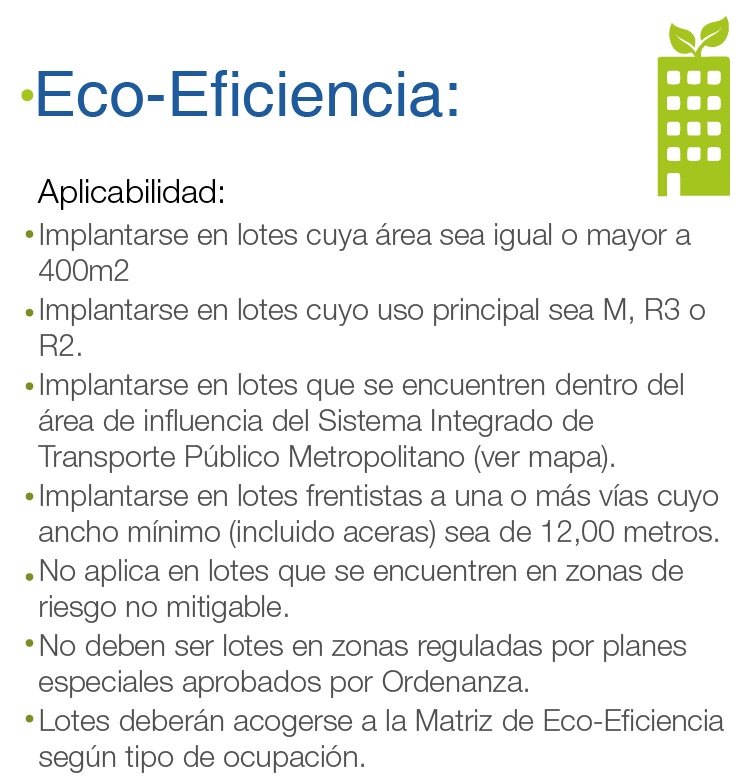 •Eco-Eficiencia:
Aplicabilidad:
•Implantarse en lotes cuya área sea igual o mayor a
400m2
•Implantarse en lotes cuyo uso principal sea M, R3 o
R2.
•Implantarse en lotes que se encuentren dentro del
área de influencia del Sistema Integrado de
Transporte Público Metropolitano (ver mapa).
•Implantarse en lotes frentistas a una o más vías cuyo
ancho mínimo (incluido aceras) sea de 12,00 metros.
•No aplica en lotes que se encuentren en zonas de
riesgo no mitigable.
•No deben ser lotes en zonas reguladas por planes
especiales aprobados por Ordenanza.
•Lotes deberán acogerse a la Matriz de Eco-Eficiencia
según tipo de ocupación.